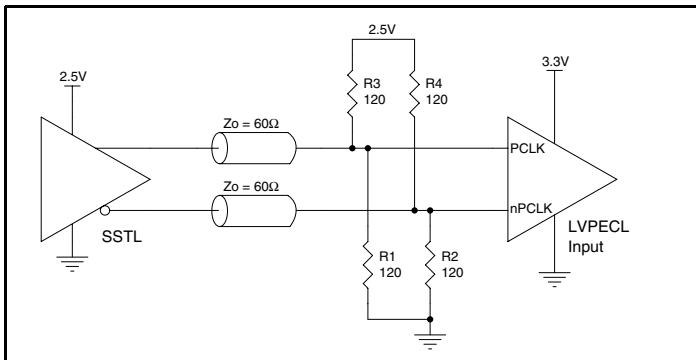 2.5V
2.5V
3.3V
R3
120
R4
120
Zo = 60Ω
PCLK
Zo = 60Ω
nPCLK
SSTL
LVPECL
Input
R1
120
R2
120